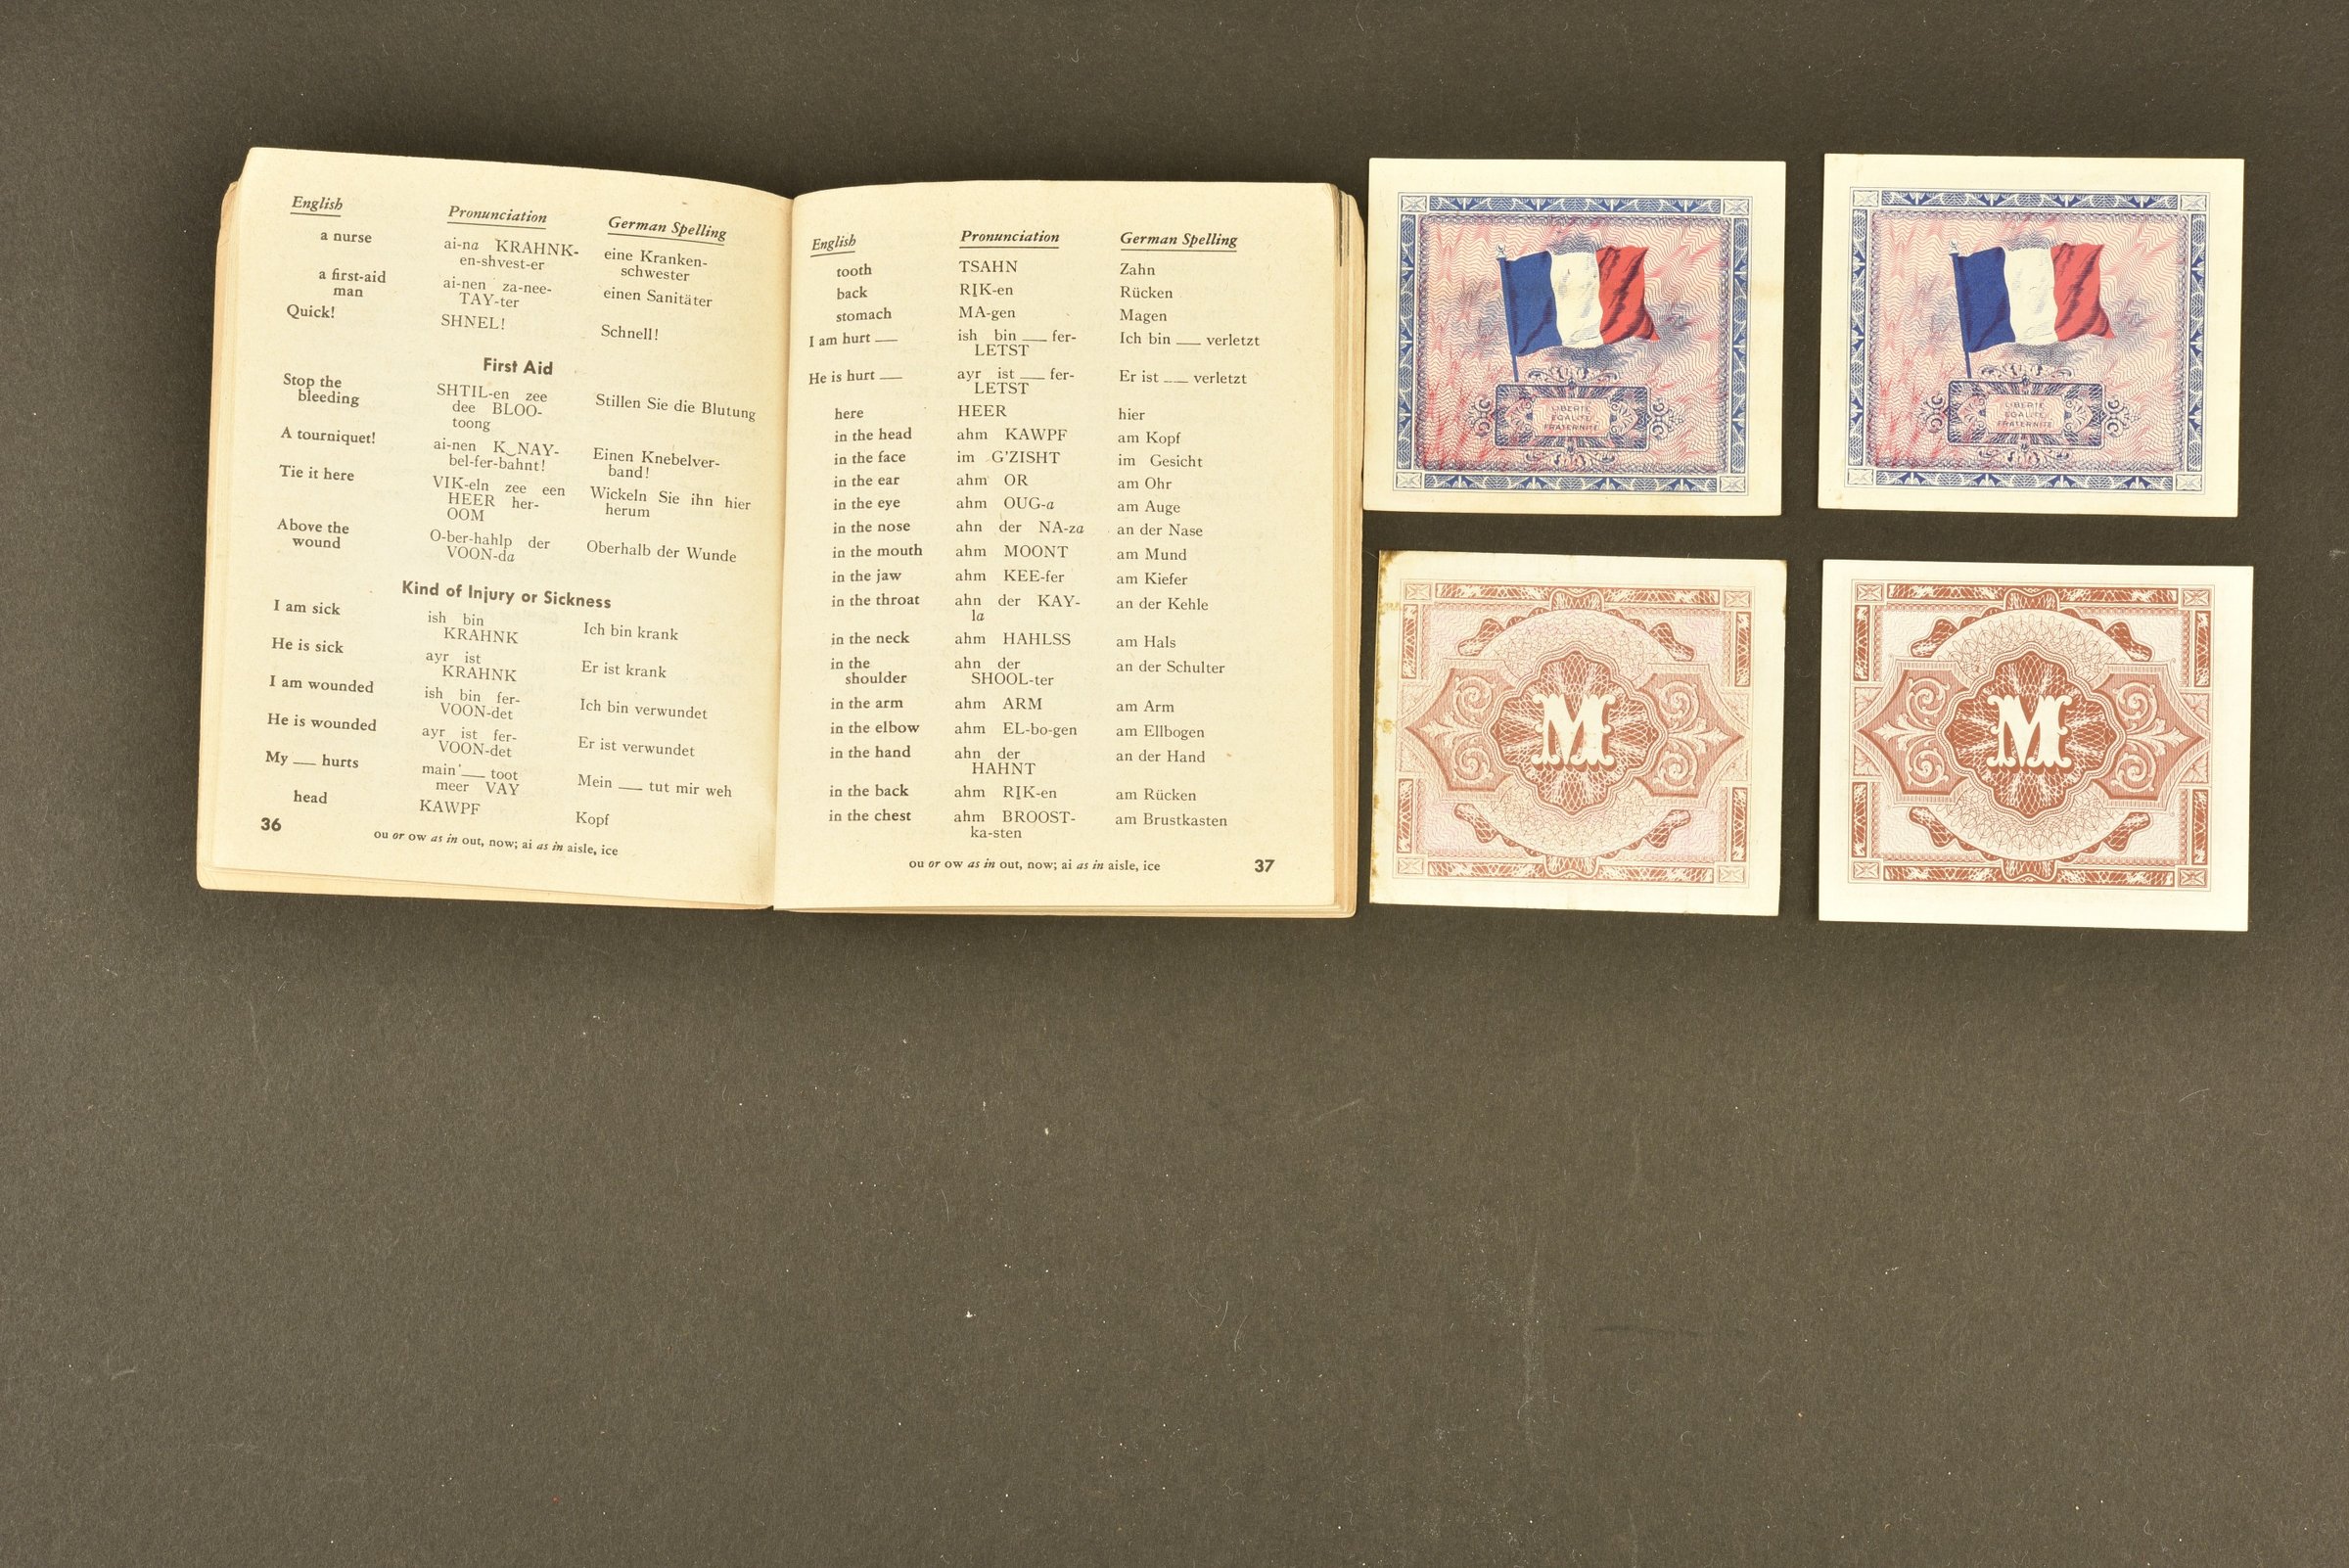 English Pronunciation German Spelling
a nurse ai-na KRAHNK- eine Kranken-
en-shvest-er schwester
a first-aid ai-nen za-nee- einen Sanitäter
man TAY-ter
Quick! SHNEL! Schnell!
First Aid
Stop the SHTIL-en zee Stillen Sie die Blutung
bleeding dee BLOO-
toong
A tourniquet! ai-nen K‿NAY- Einen Knebelver-
bel-fer-bahnt! band!
Tie it here VIK-eln zee een Wickeln Sie ihn hier
HEER her- herum
OOM
Above the O-ber-hahlp der Oberhalb der Wunde
wound VOON-da
Kind of Injury or Sickness
I am sick ish bin Ich bin krank
KRAHNK
He is sick ayr ist Er ist krank
KRAHNK
I am wounded ish bin fer- Ich bin verwundet
VOON-det
He is wounded ayr ist fer- Er ist verwundet
VOON-det
My ___ hurts main ___ toot Mein ___ tut mir weh
meer VAY
head KAWPF Kopf
36
ou or ow as in out, now; ai as in aisle, ice
English Pronunciation German Spelling
tooth TSAHN Zahn
back RIK-en Rücken
stomach MA-gen Magen
I am hurt ___ ish bin ___ fer- Ich bin ___ verletzt
LETST
He is hurt ___ ayr ist ___ fer- Er ist ___ verletzt
LETST
here HEER hier
in the head ahm KAWPF am Kopf
in the face im G'ZISHT im Gesicht
in the ear ahm OR am Ohr
in the eye ahm OUG-a am Auge
in the nose ahn der NA-za an der Nase
in the mouth ahm MOONT am Mund
in the jaw ahm KEE-fer am Kiefer
in the throat ahn der KAY- an der Kehle
la
in the neck ahm HAHLSS am Hals
in the ahn der an der Schulter
shoulder SHOOL-ter
in the arm ahm ARM am Arm
in the elbow ahm EL-bo-gen am Ellbogen
in the hand ahn der an der Hand
HAHNT
in the back ahm RIK-en am Rücken
in the chest ahm BROOST- am Brustkasten
ka-sten
ou or ow as in out, now; ai as in aisle, ice 37
LIBERTÉ
ÉGALITÉ
FRATERNITÉ
LIBERTÉ
ÉGALITÉ
FRATERNITÉ
M
M